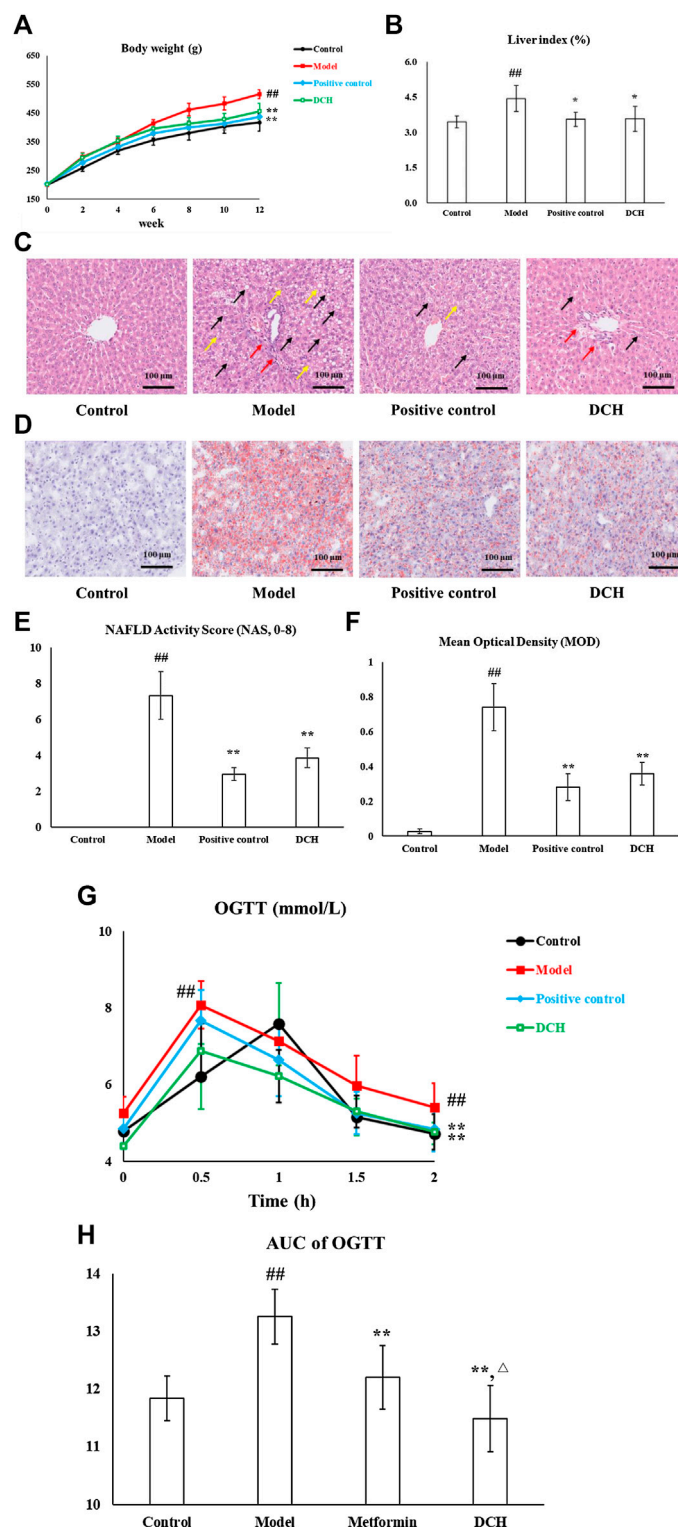 A
Body weight (g)
450
350
250
150
0
2
4
6
8
10
12
week
Control
Model
Positive control
DCH
##
**
**
B
Liver index (%)
6.0
4.5
3.0
1.5
0.0
##
*
*
Control
Model
Positive control
DCH
C
100 μm
100 μm
100 μm
100 μm
Control
Model
Positive control
DCH
D
100 μm
100 μm
100 μm
100 μm
Control
Model
Positive control
DCH
E
NAFLD Activity Score (NAS, 0-8)
10
8
6
4
2
0
##
**
**
Control
Model
Positive control
DCH
F
Mean Optical Density (MOD)
1
0.8
0.6
0.4
0.2
0
##
**
**
Control
Model
Positive control
DCH
G
OGTT (mmol/L)
10
8
6
4
0
0.5
1
1.5
2
Time (h)
##
##
**
**
Control
Model
Positive control
DCH
H
AUC of OGTT
14
13
12
11
10
##
**
**, △
Control
Model
Metformin
DCH